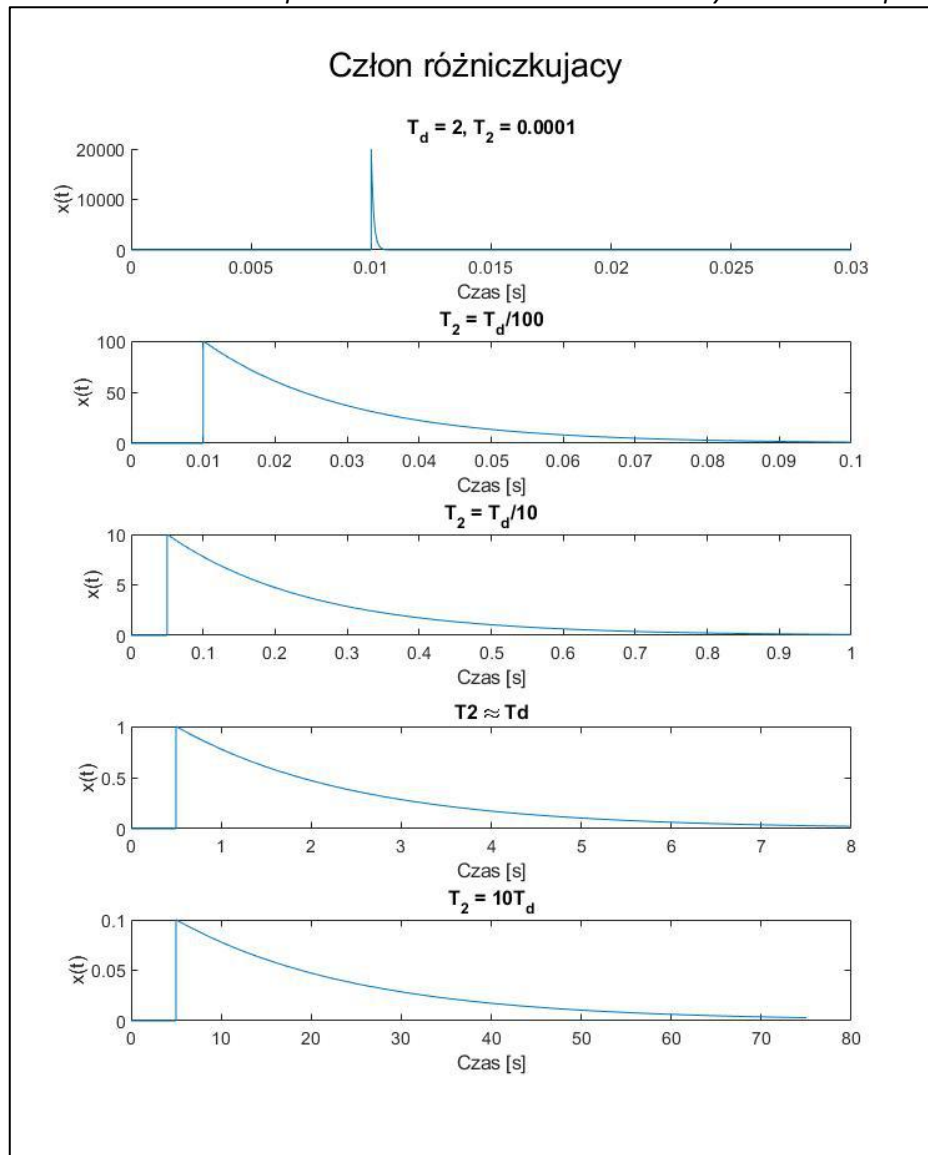 Człon różniczkujacy
T_d = 2, T_2 = 0.0001
20000
10000
0
x(t)
0 0.005 0.01 0.015 0.02 0.025 0.03
Czas [s]
T_2 = T_d/100
100
50
0
x(t)
0 0.01 0.02 0.03 0.04 0.05 0.06 0.07 0.08 0.09 0.1
Czas [s]
T_2 = T_d/10
10
5
0
x(t)
0 0.1 0.2 0.3 0.4 0.5 0.6 0.7 0.8 0.9 1
Czas [s]
T2 ≈ Td
1
0.5
0
x(t)
0 1 2 3 4 5 6 7 8
Czas [s]
T_2 = 10T_d
0.1
0.05
0
x(t)
0 10 20 30 40 50 60 70 80
Czas [s]